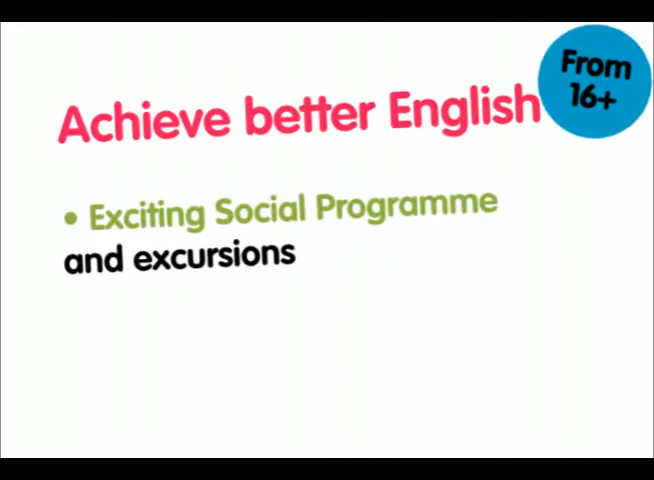 From
16+
Achieve better English
• Exciting Social Programme
and excursions